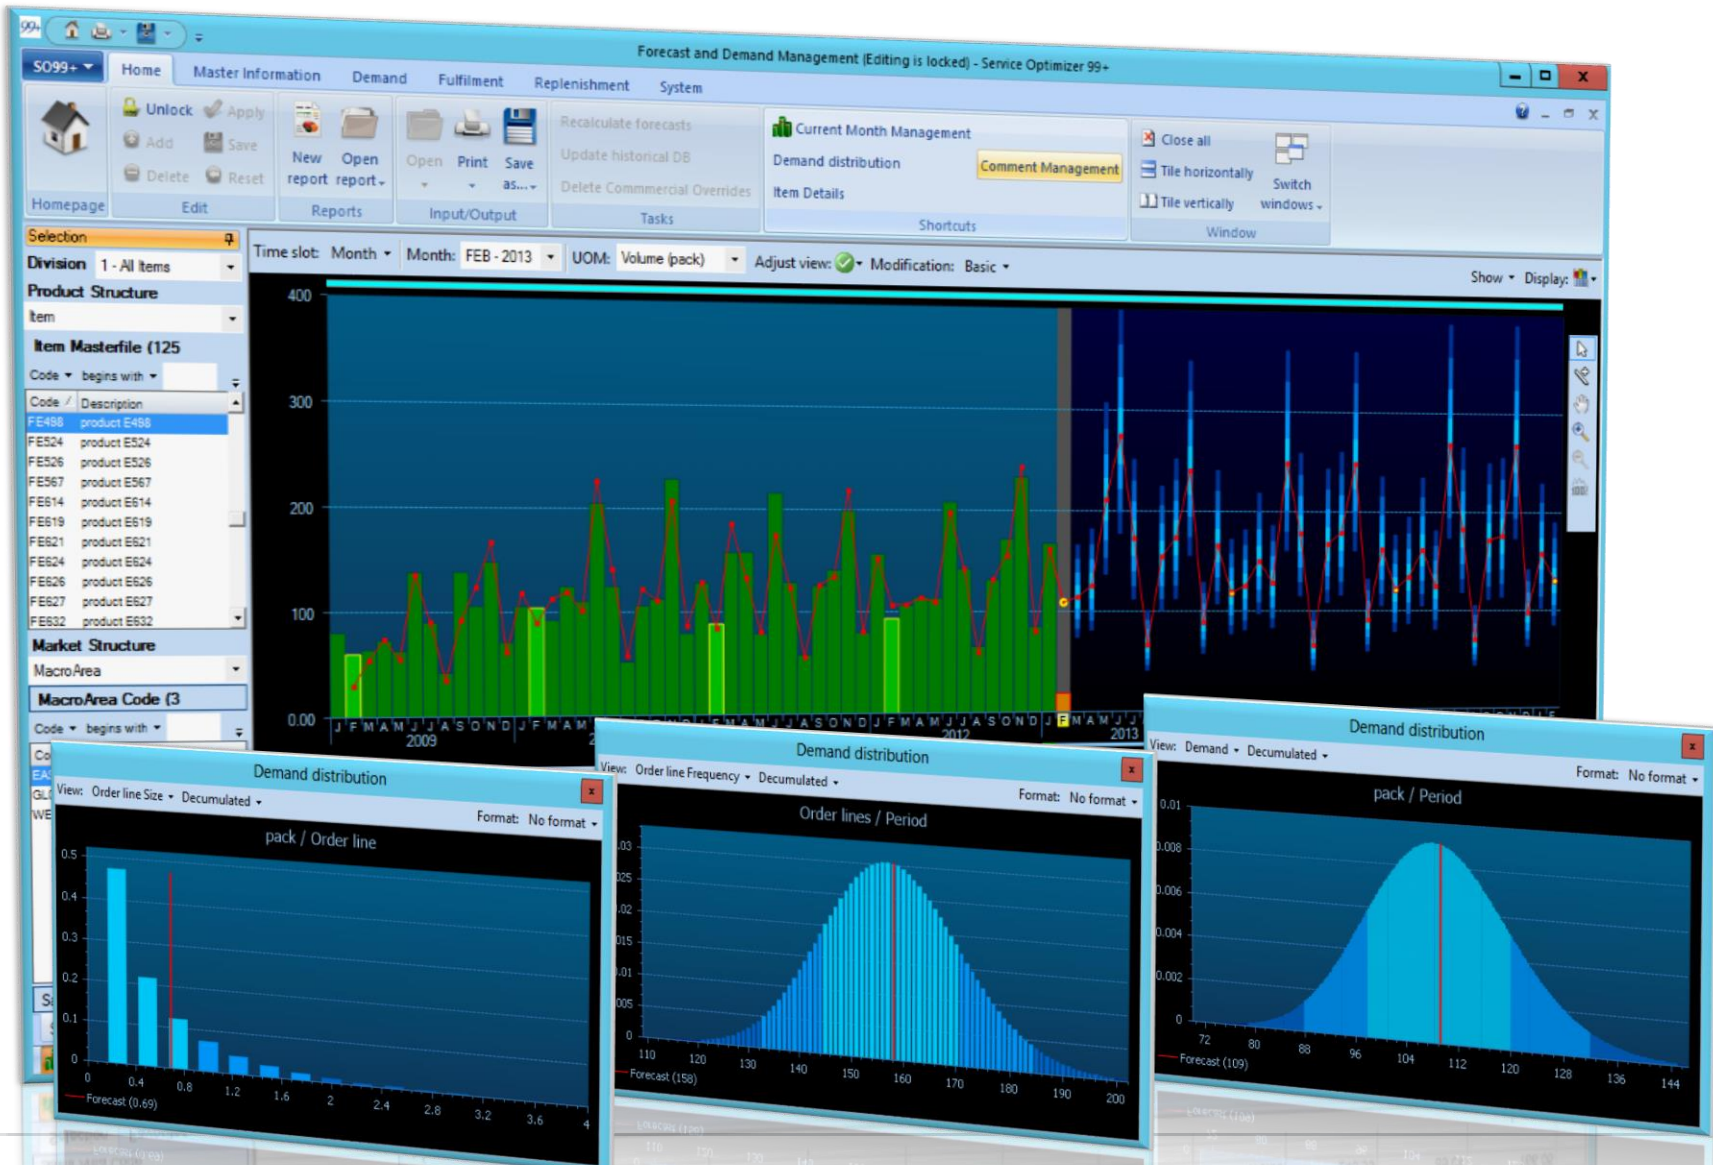 99+
Forecast and Demand Management (Editing is locked) - Service Optimizer 99+
SO99+
Home Master Information Demand Fulfilment Replenishment System
Unlock Apply
Add Save
Delete Reset
New report
Open report
Open
Print
Save as...
Recalculate forecasts
Update historical DB
Delete Commmercial Overrides
Current Month Management
Demand distribution
Item Details
Comment Management
Close all
Tile horizontally
Tile vertically
Switch windows
Homepage Edit Reports Input/Output Tasks Shortcuts Window
Selection
Division 1 - All Items
Product Structure
Item
Item Masterfile (125
Code begins with
Code Description
FE498 product E498
FE524 product E524
FE526 product E526
FE567 product E567
FE614 product E614
FE619 product E619
FE621 product E621
FE624 product E624
FE626 product E626
FE627 product E627
FE632 product E632
Market Structure
MacroArea
MacroArea Code (3
Code begins with
Co
EAS
GLO
WE
Time slot: Month Month: FEB - 2013 UOM: Volume (pack) Adjust view: Modification: Basic
Show Display:
400
300
200
100
0.00
J F M A M J J A S O N D J F M A M
J F M A M J J A S O N D J F M A M J J
2009 2012 2013
Demand distribution
View: Order line Size Decumulated
Format: No format
pack / Order line
0.5
0.4
0.3
0.2
0.1
0
0 0.4 0.8 1.2 1.6 2 2.4 2.8 3.2 3.6 4
Forecast (0.69)
Demand distribution
View: Order line Frequency Decumulated
Format: No format
Order lines / Period
.03
025
.02
015
.01
005
0
110 120 130 140 150 160 170 180 190 200
Forecast (158)
Demand distribution
View: Demand Decumulated
Format: No format
pack / Period
0.01
0.008
0.006
0.004
0.002
0
72 80 88 96 104 112 120 128 136 144
Forecast (109)